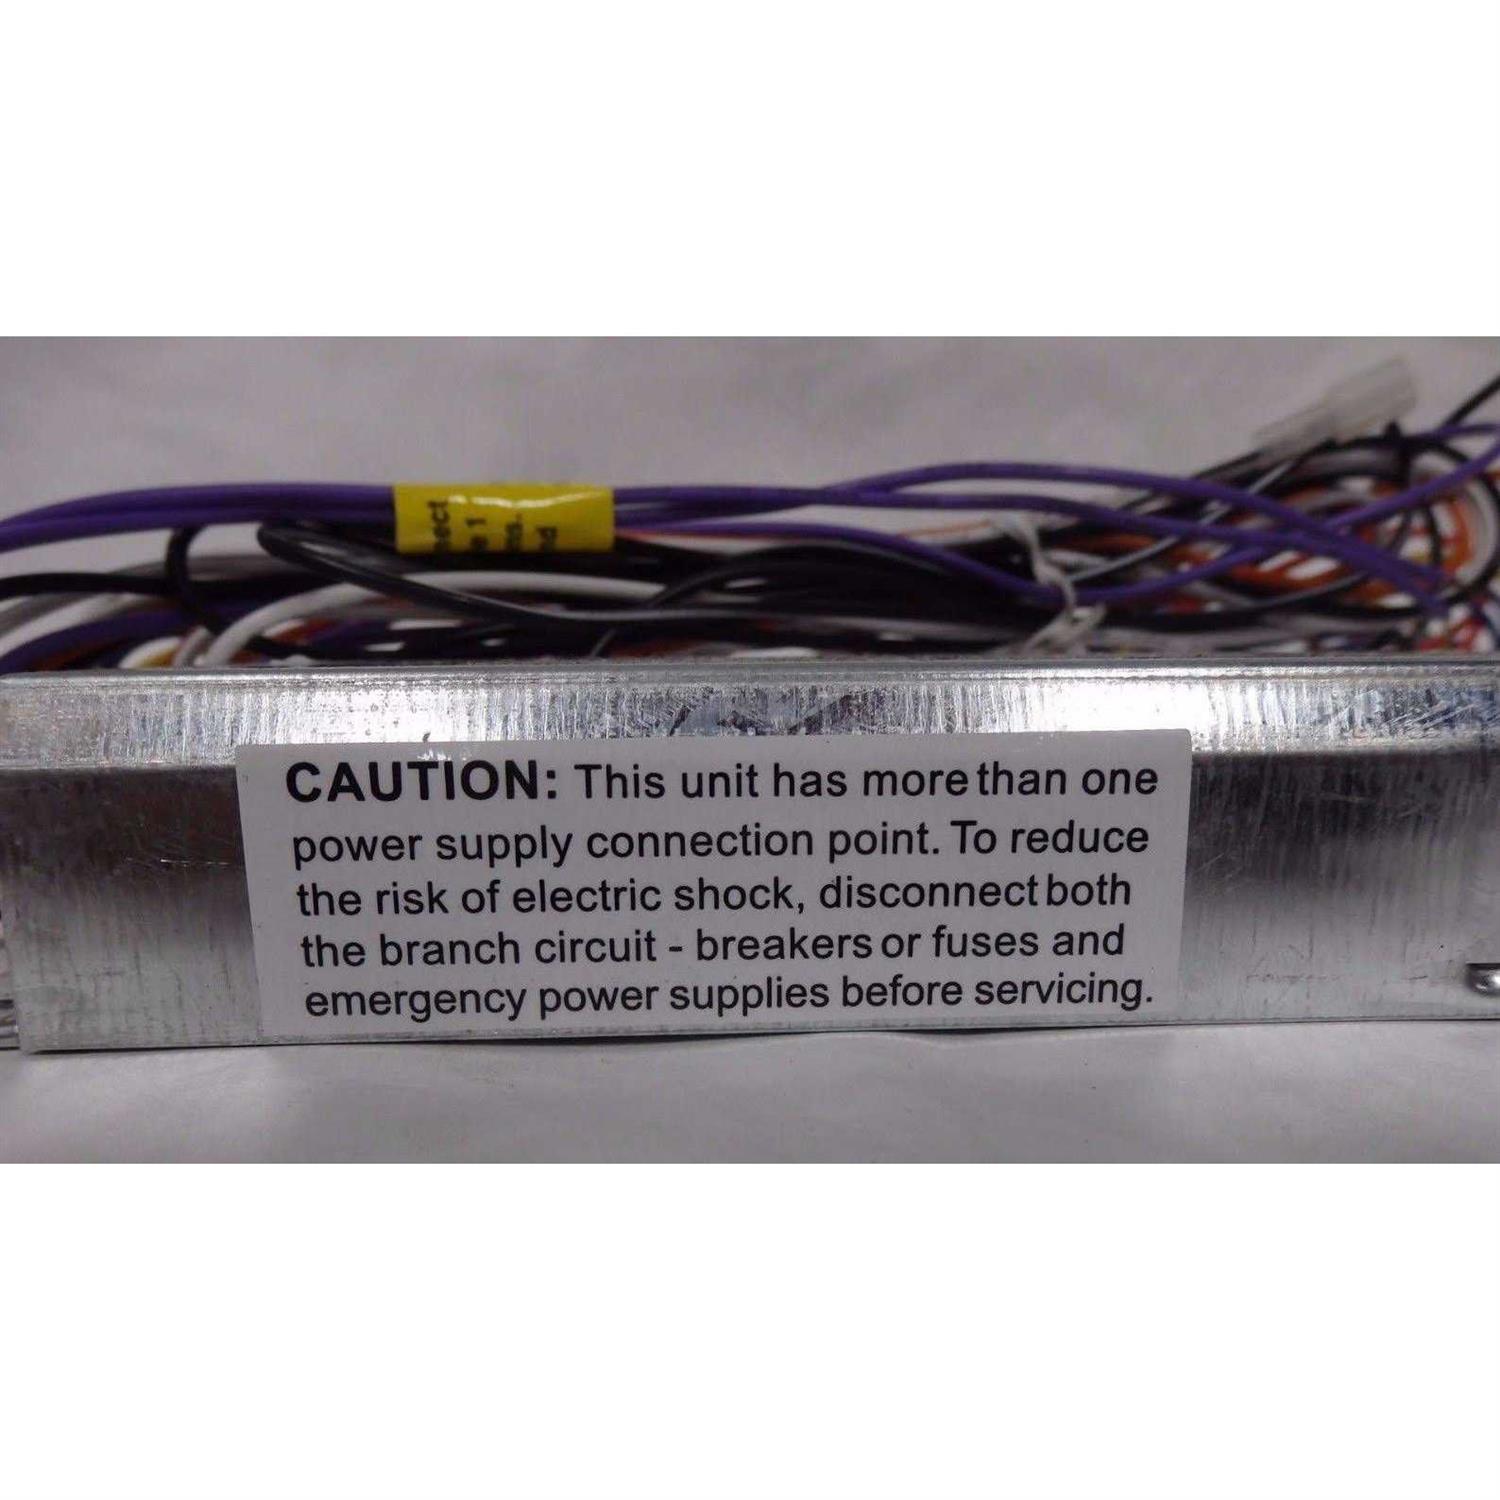 CAUTION: This unit has more than one
power supply connection point. To reduce
the risk of electric shock, disconnect both
the branch circuit - breakers or fuses and
emergency power supplies before servicing.